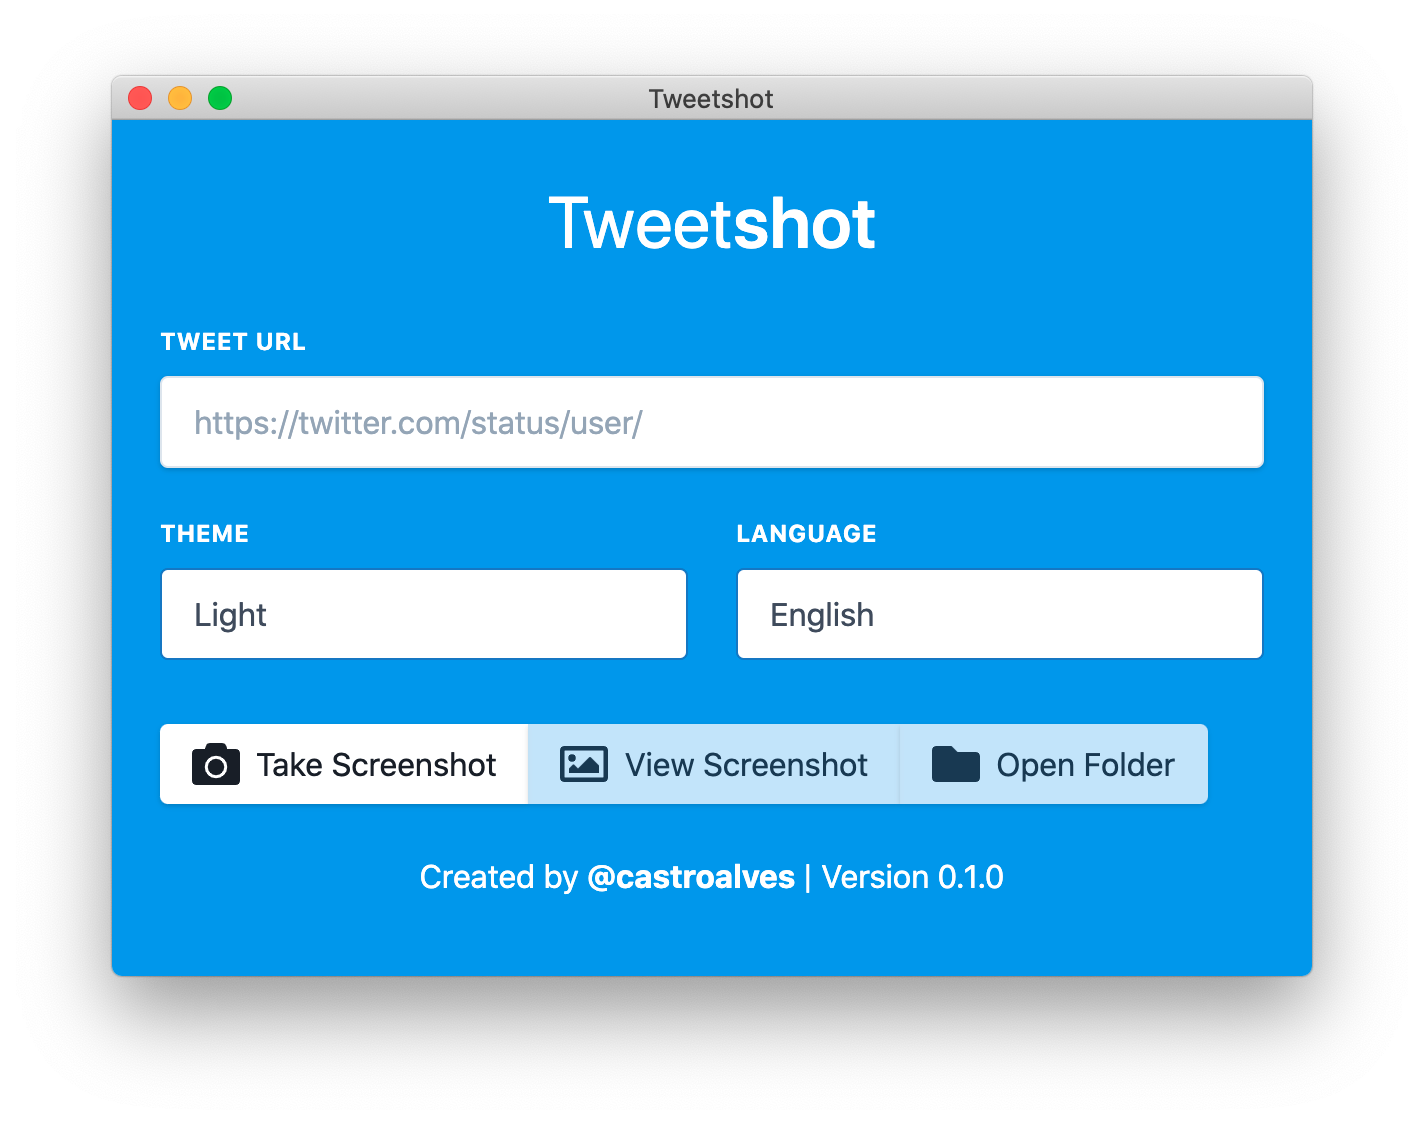 Tweetshot
Tweetshot
TWEET URL
https://twitter.com/status/user/
THEME
LANGUAGE
Light
English
Take Screenshot
View Screenshot
Open Folder
Created by @castroalves | Version 0.1.0